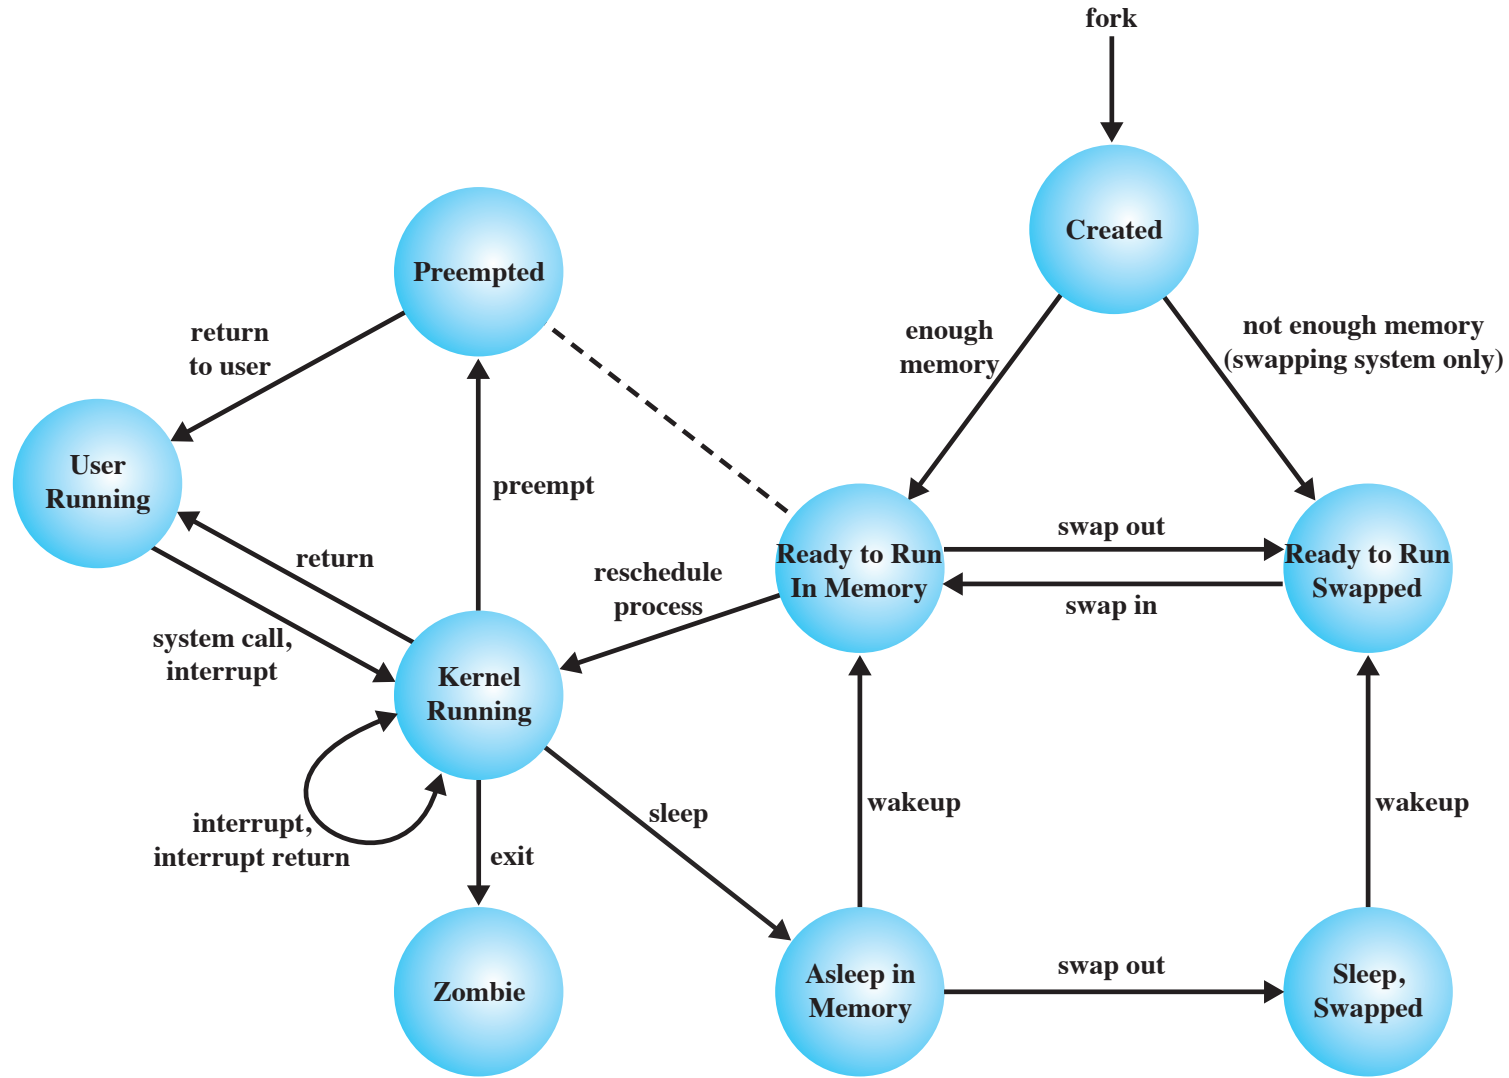 fork
Created
Preempted
return
to user
enough
memory
not enough memory
(swapping system only)
User
Running
preempt
return
reschedule
process
Ready to Run
In Memory
swap out
swap in
Ready to Run
Swapped
system call,
interrupt
Kernel
Running
interrupt,
interrupt return
exit
sleep
wakeup
wakeup
Zombie
Asleep in
Memory
swap out
Sleep,
Swapped